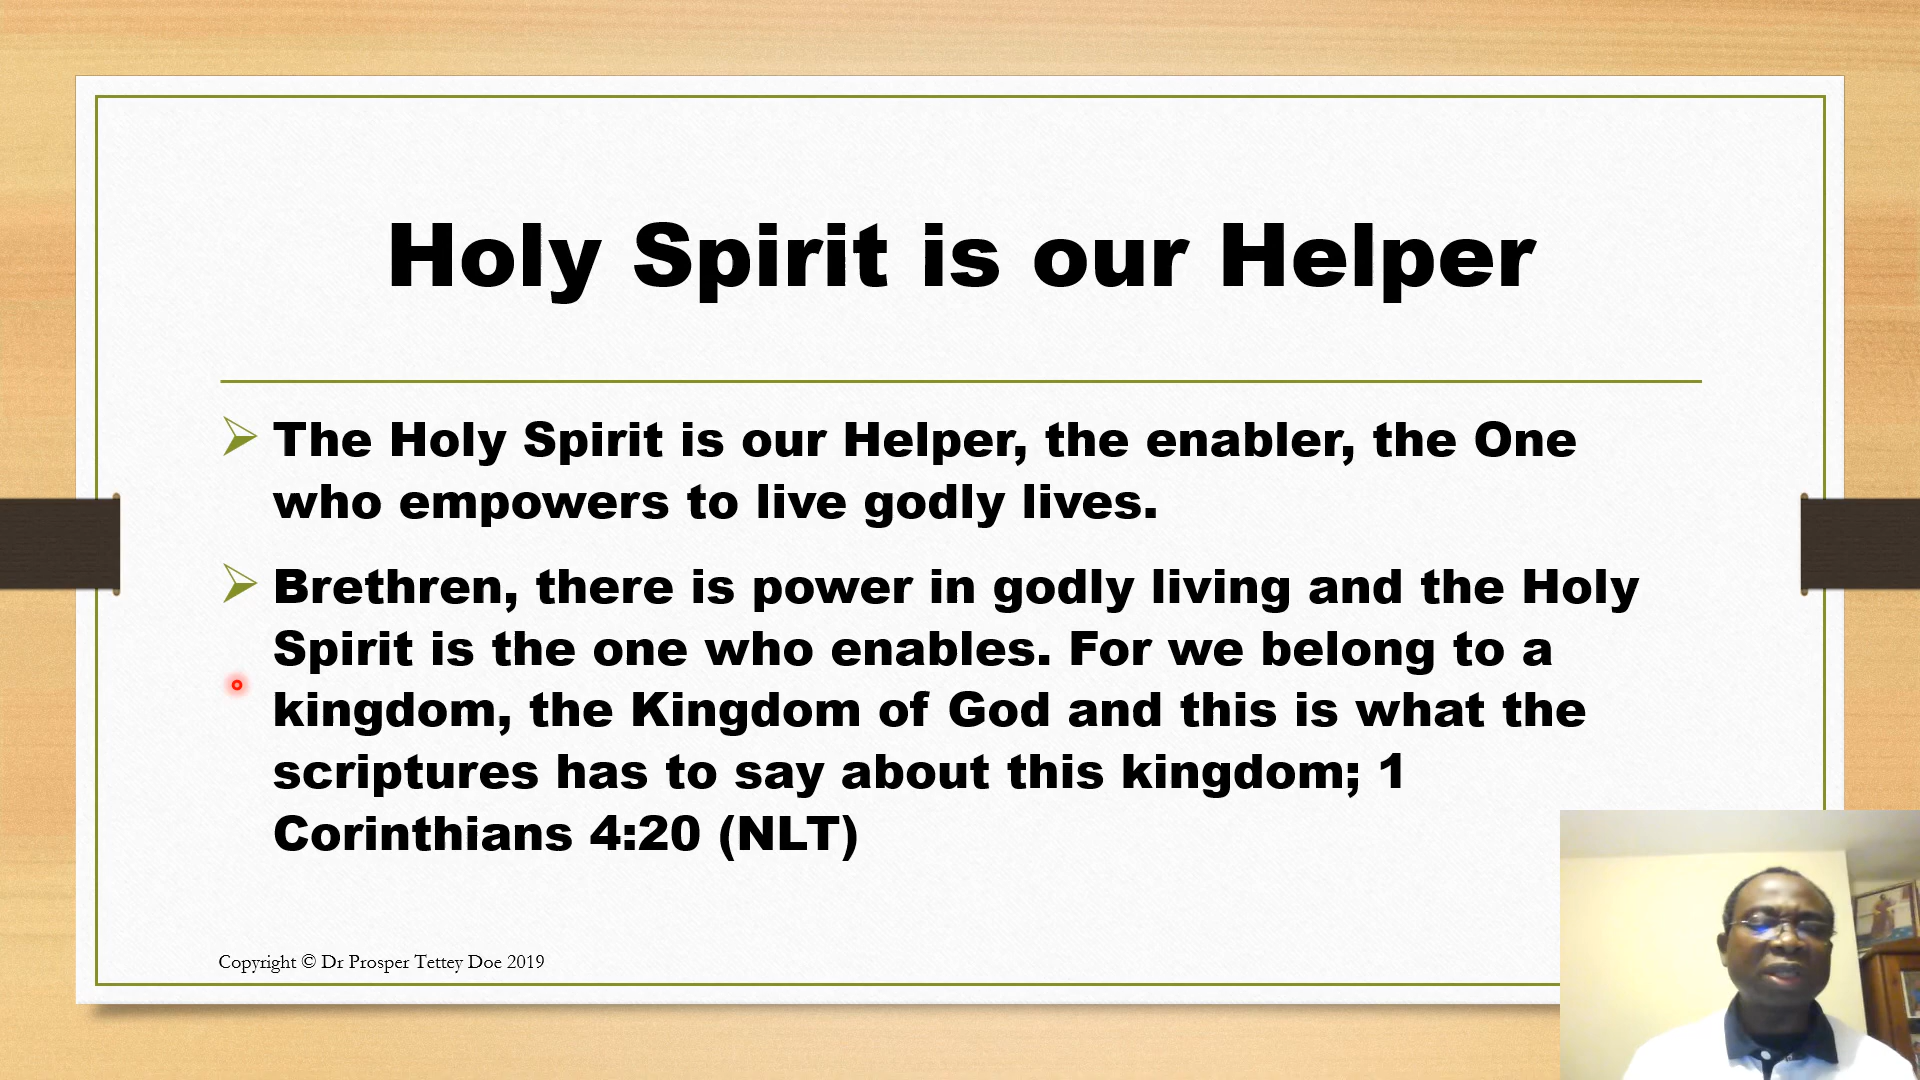 Holy Spirit is our Helper
The Holy Spirit is our Helper, the enabler, the One
who empowers to live godly lives.
Brethren, there is power in godly living and the Holy
Spirit is the one who enables. For we belong to a
kingdom, the Kingdom of God and this is what the
scriptures has to say about this kingdom; 1
Corinthians 4:20 (NLT)
Copyright © Dr Prosper Tettey Doe 2019